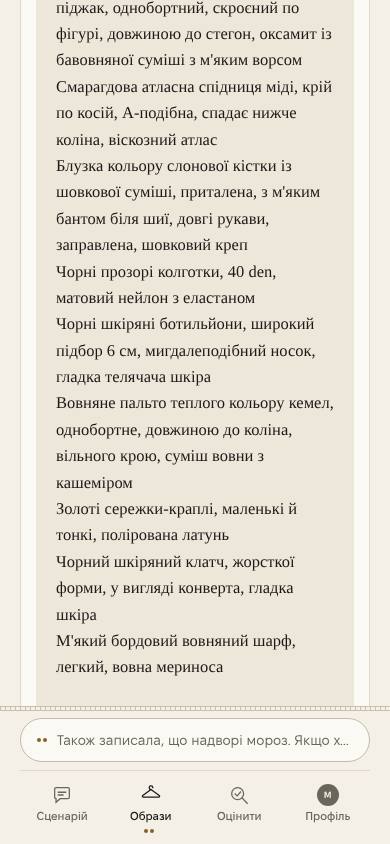 піджак, однобортний, скроєний по
фігурі, довжиною до стегон, оксамит із
бавовняної суміші з м'яким ворсом
Смарагдова атласна спідниця міді, крій
по косій, А-подібна, спадає нижче
коліна, віскозний атлас
Блузка кольору слонової кістки із
шовкової суміші, приталена, з м'яким
бантом біля шиї, довгі рукави,
заправлена, шовковий креп
Чорні прозорі колготки, 40 den,
матовий нейлон з еластаном
Чорні шкіряні ботильйони, широкий
підбор 6 см, мигдалеподібний носок,
гладка теляча шкіра
Вовняне пальто теплого кольору кемел,
однобортне, довжиною до коліна,
вільного крою, суміш вовни з
кашеміром
Золоті сережки-краплі, маленькі й
тонкі, полірована латунь
Чорний шкіряний клатч, жорсткої
форми, у вигляді конверта, гладка
шкіра
М'який бордовий вовняний шарф,
легкий, вовна мериноса
Також записала, що надворі мороз. Якщо х...
Сценарій
Образи
Оцінити
М
Профіль